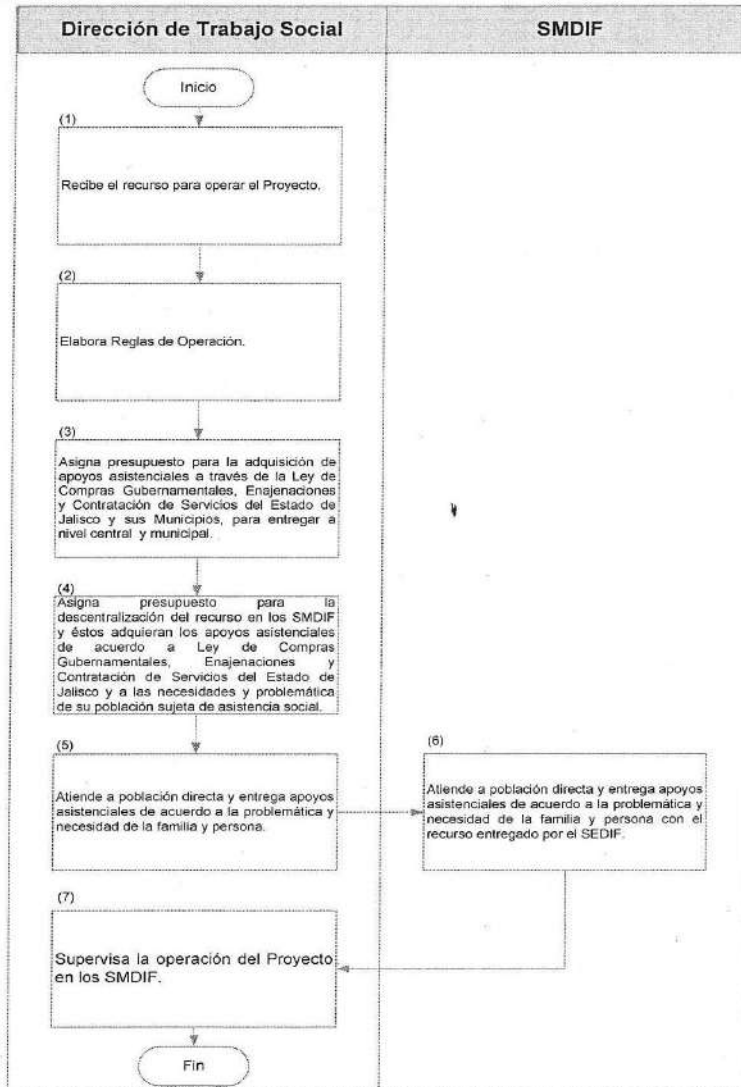 Dirección de Trabajo Social
SMDIF
Inicio
(1)
Recibe el recurso para operar el Proyecto.
(2)
Elabora Reglas de Operación.
(3)
Asigna presupuesto para la adquisición de
apoyos asistenciales a través de la Ley de
Compras Gubernamentales, Enajenaciones
y Contratación de Servicios del Estado de
Jalisco y sus Municipios, para entregar a
nivel central y municipal.
(4)
Asigna presupuesto para la
descentralización del recurso en los SMDIF
y éstos adquieran los apoyos asistenciales
de acuerdo a Ley de Compras
Gubernamentales, Enajenaciones y
Contratación de Servicios del Estado de
Jalisco y a las necesidades y problemática
de su población sujeta de asistencia social.
(5)
Atiende a población directa y entrega apoyos
asistenciales de acuerdo a la problemática y
necesidad de la familia y persona.
(6)
Atiende a población directa y entrega apoyos
asistenciales de acuerdo a la problemática y
necesidad de la familia y persona con el
recurso entregado por el SEDIF.
(7)
Supervisa la operación del Proyecto
en los SMDIF.
Fin